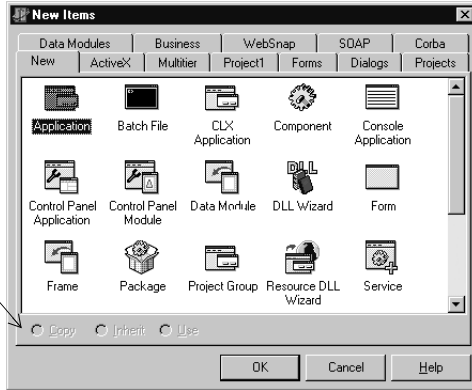 New Items
Data Modules Business WebSnap SOAP Corba
New ActiveX Multitier Project1 Forms Dialogs Projects
Application Batch File CLX Application Component Console Application
Control Panel Application Control Panel Module Data Module DLL Wizard Form
DLL
Frame Package Project Group Resource DLL Wizard Service
Copy Inherit Use
OK Cancel Help